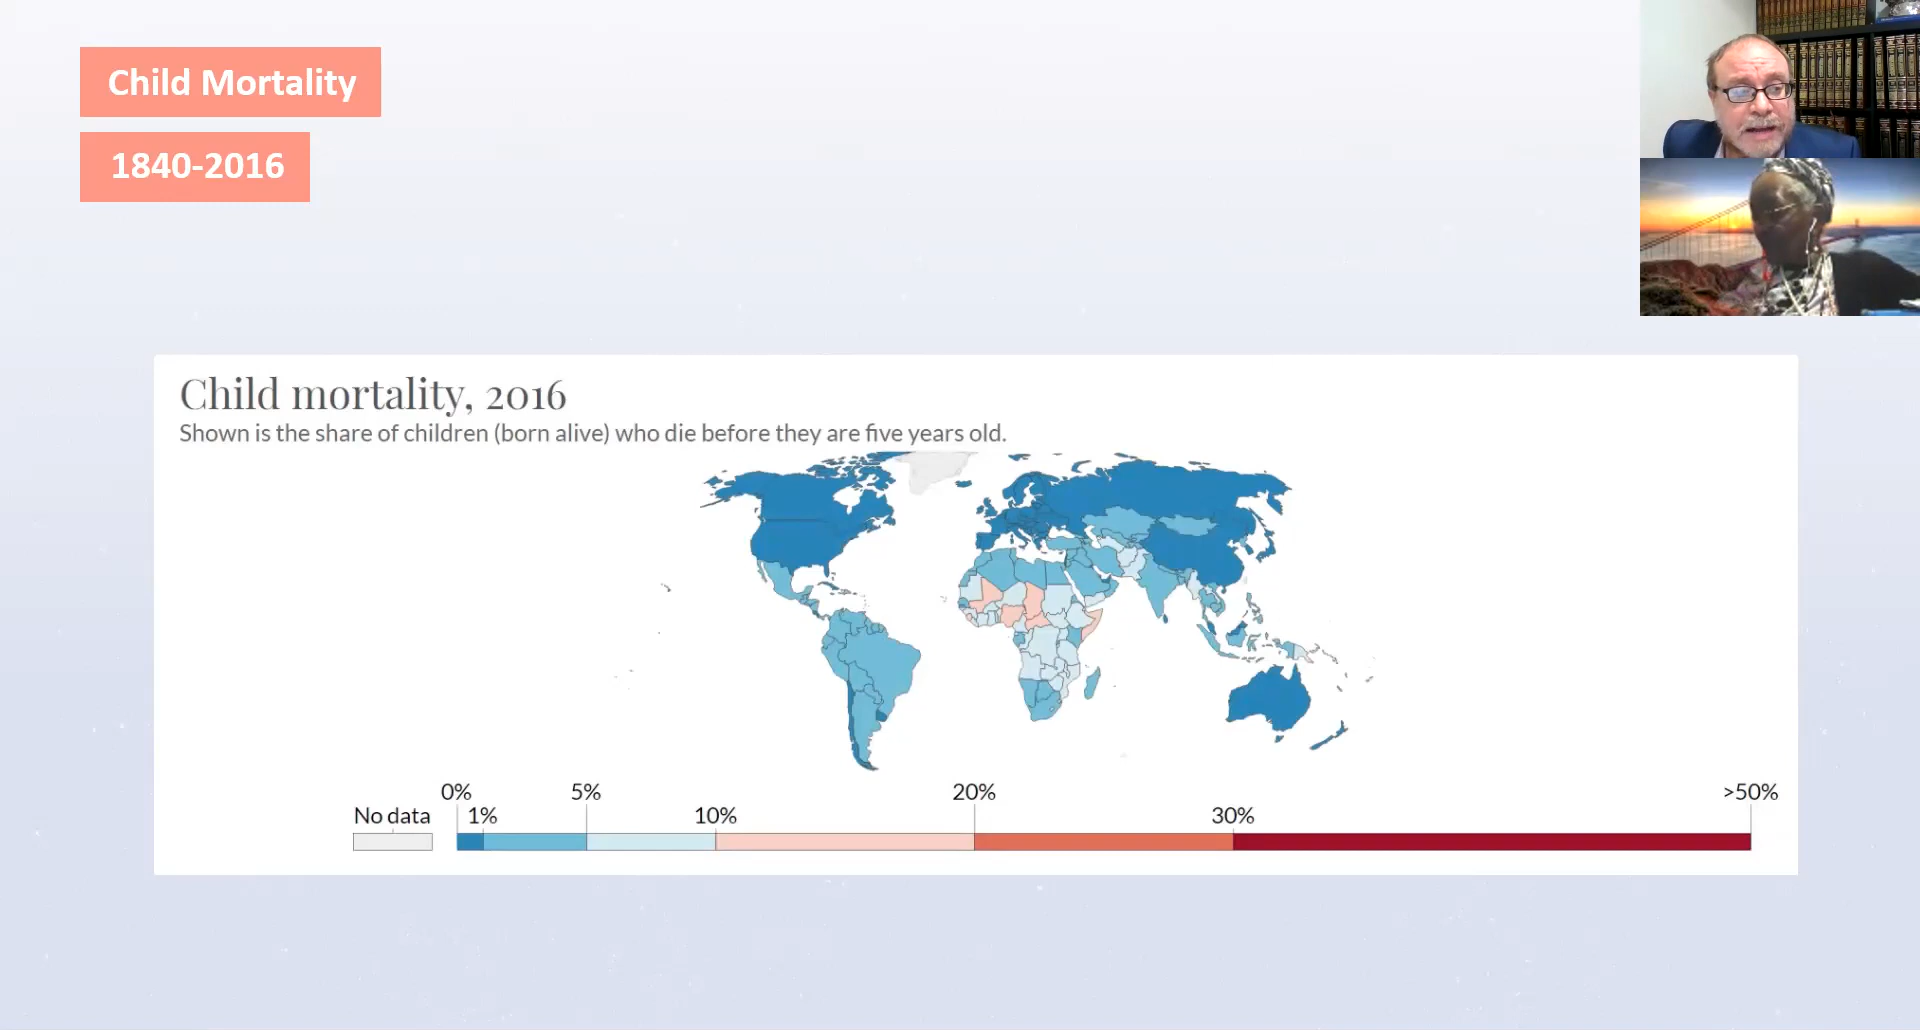 Child Mortality
1840-2016
Child mortality, 2016
Shown is the share of children (born alive) who die before they are five years old.
0% 5% 20% >50%
No data 1% 10% 30%